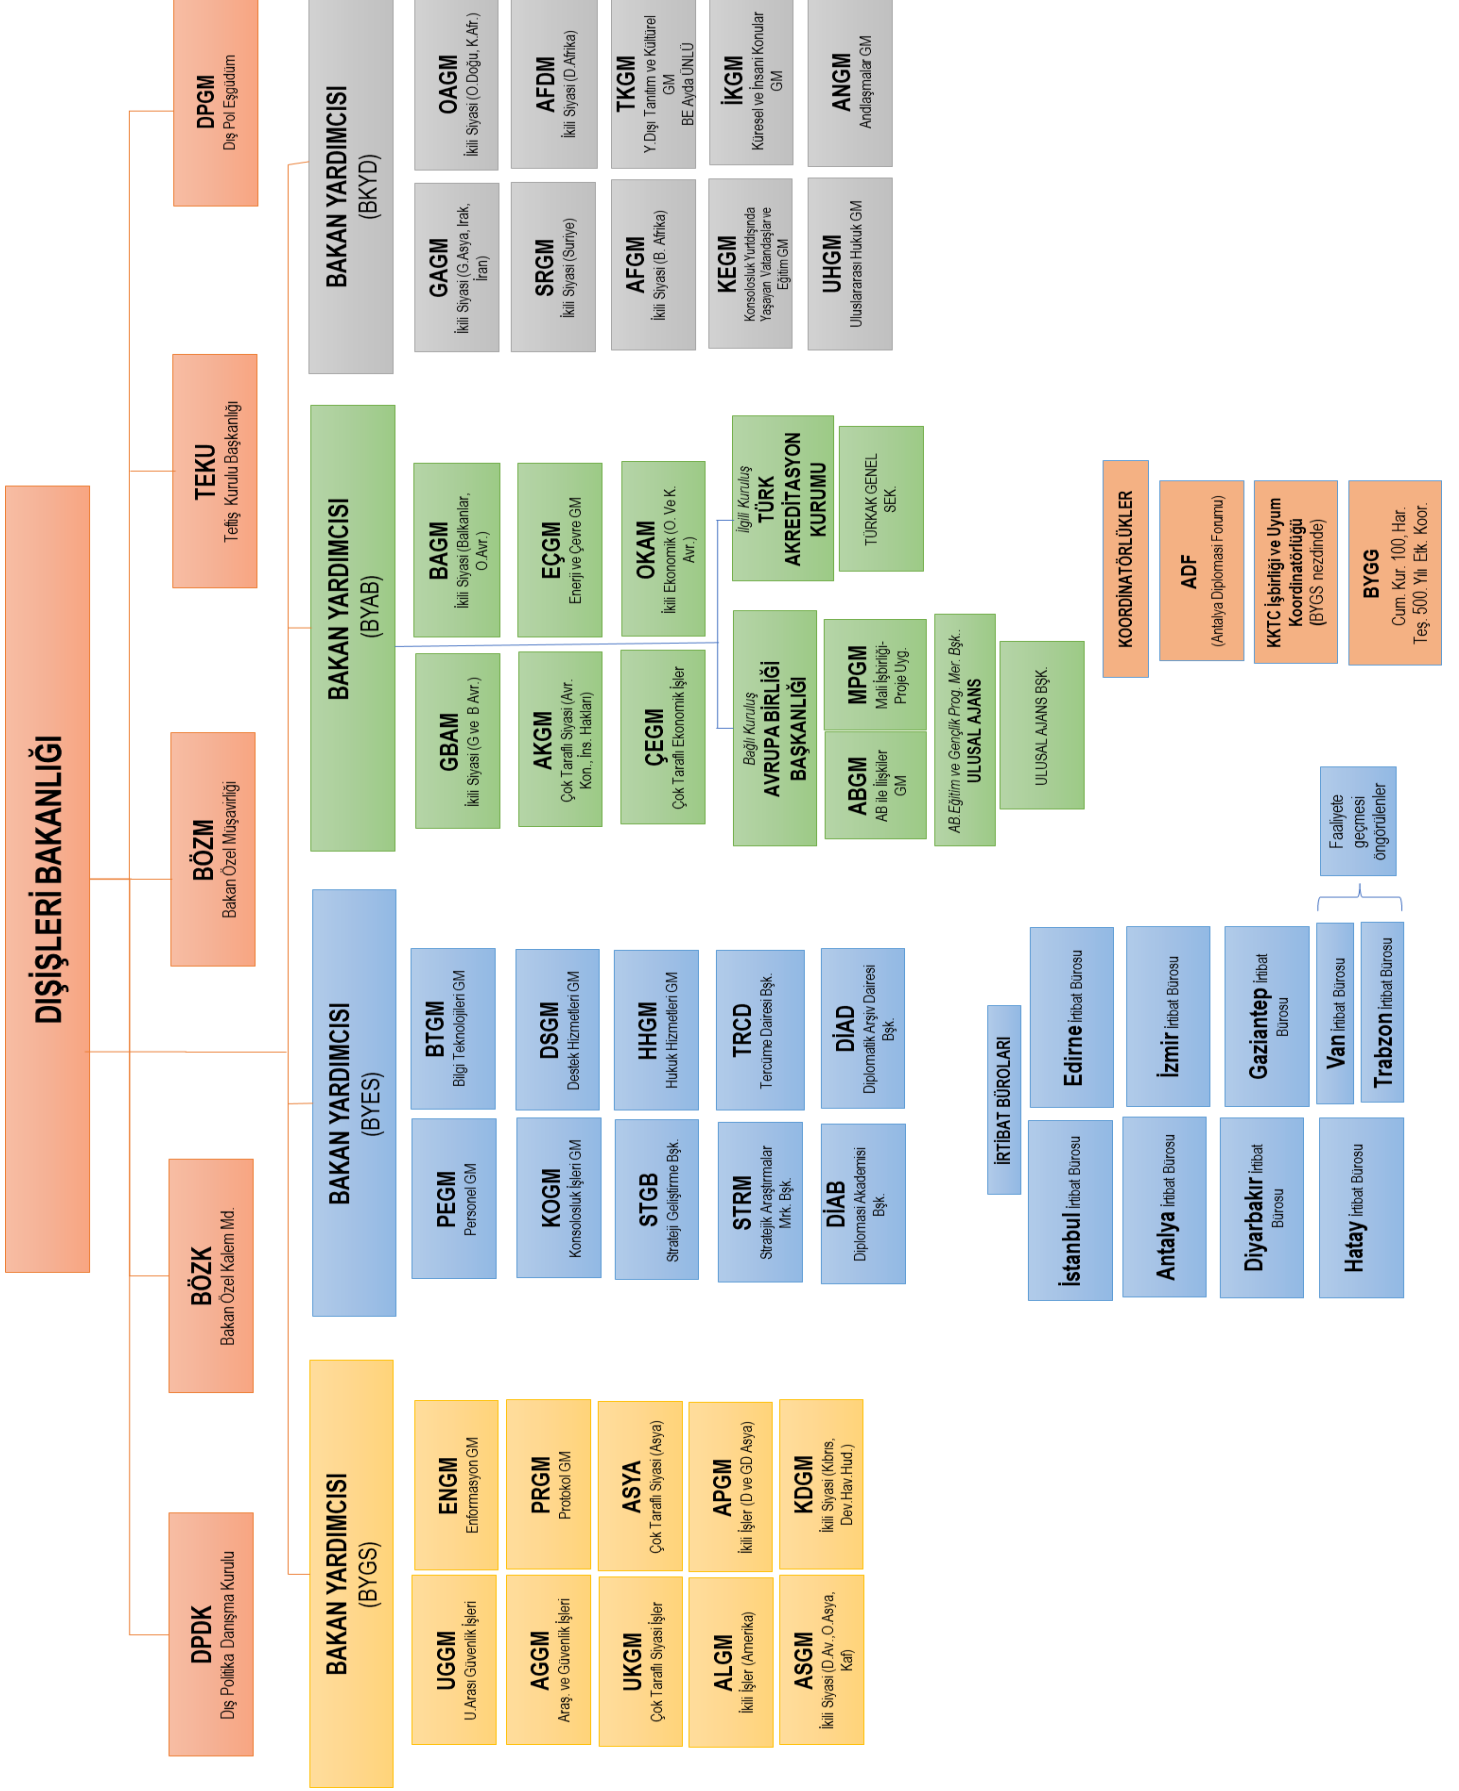 DIŞİŞLERİ BAKANLIĞI
DPDK
Dış Politika Danışma Kurulu
BÖZK
Bakan Özel Kalem Md.
BÖZM
Bakan Özel Müşavirliği
TEKU
Teftiş Kurulu Başkanlığı
DPGM
Dış Pol Eşgüdüm
BAKAN YARDIMCISI
(BYGS)
UGGM
U.Arası Güvenlik İşleri
ENGM
Enformasyon GM
AGGM
Araş. ve Güvenlik İşleri
PRGM
Protokol GM
UKGM
Çok Taraflı Siyasi İşler
ASYA
Çok Taraflı Siyasi (Asya)
ALGM
İkili İşler (Amerika)
APGM
İkili İşler (D ve GD Asya)
ASGM
İkili Siyasi (D.Av., O.Asya,
Kaf)
KDGM
İkili Siyasi (Kıbrıs,
Dev.Hav.Hud.)
BAKAN YARDIMCISI
(BYES)
PEGM
Personel GM
BTGM
Bilgi Teknolojileri GM
KOGM
Konsolosluk İşleri GM
DSGM
Destek Hizmetleri GM
STGB
Strateji Geliştirme Bşk.
HHGM
Hukuk Hizmetleri GM
STRM
Stratejik Araştırmalar
Mrk. Bşk.
TRCD
Tercüme Dairesi Bşk.
DİAB
Diplomasi Akademisi
Bşk.
DİAD
Diplomatik Arşiv Dairesi
Bşk.
İRTİBAT BÜROLARI
İstanbul İrtibat Bürosu
Edirne İrtibat Bürosu
Antalya İrtibat Bürosu
İzmir İrtibat Bürosu
Diyarbakır İrtibat
Bürosu
Gaziantep İrtibat
Bürosu
Hatay İrtibat Bürosu
Van İrtibat Bürosu
Trabzon İrtibat Bürosu
Faaliyete
geçmesi
öngörülenler
BAKAN YARDIMCISI
(BYAB)
GBAM
İkili Siyasi (G ve B Avr.)
BAGM
İkili Siyasi (Balkanlar,
O.Avr.)
AKGM
Çok Taraflı Siyasi (Avr.
Kon., İns. Hakları)
EÇGM
Enerji ve Çevre GM
ÇEGM
Çok Taraflı Ekonomik İşler
OKAM
İkili Ekonomik (O. Ve K.
Avr.)
Bağlı Kuruluş
AVRUPA BİRLİĞİ
BAŞKANLIĞI
İlgili Kuruluş
TÜRK
AKREDİTASYON
KURUMU
ABGM
AB ile İlişkiler
GM
MPGM
Mali İşbirliği-
Proje Uyg.
TÜRKAK GENEL
SEK.
AB.Eğitim ve Gençlik Prog. Mer. Bşk..
ULUSAL AJANS
ULUSAL AJANS BŞK.
KOORDİNATÖRLÜKLER
ADF
(Antalya Diplomasi Forumu)
KKTC İşbirliği ve Uyum
Koordinatörlüğü
(BYGS nezdinde)
BYGG
Cum. Kur. 100, Har.
Teş. 500. Yılı Etk. Koor.
BAKAN YARDIMCISI
(BKYD)
GAGM
İkili Siyasi (G.Asya, Irak,
İran)
OAGM
İkili Siyasi (O.Doğu, K.Afr.)
SRGM
İkili Siyasi (Suriye)
AFDM
İkili Siyasi (D.Afrika)
AFGM
İkili Siyasi (B. Afrika)
TKGM
Y.Dışı Tanıtım ve Kültürel
GM
BE Ayda ÜNLÜ
KEGM
Konsolosluk Yurtdışında
Yaşayan Vatandaşlar ve
Eğitim GM
İKGM
Küresel ve İnsani Konular
GM
UHGM
Uluslararası Hukuk GM
ANGM
Andlaşmalar GM